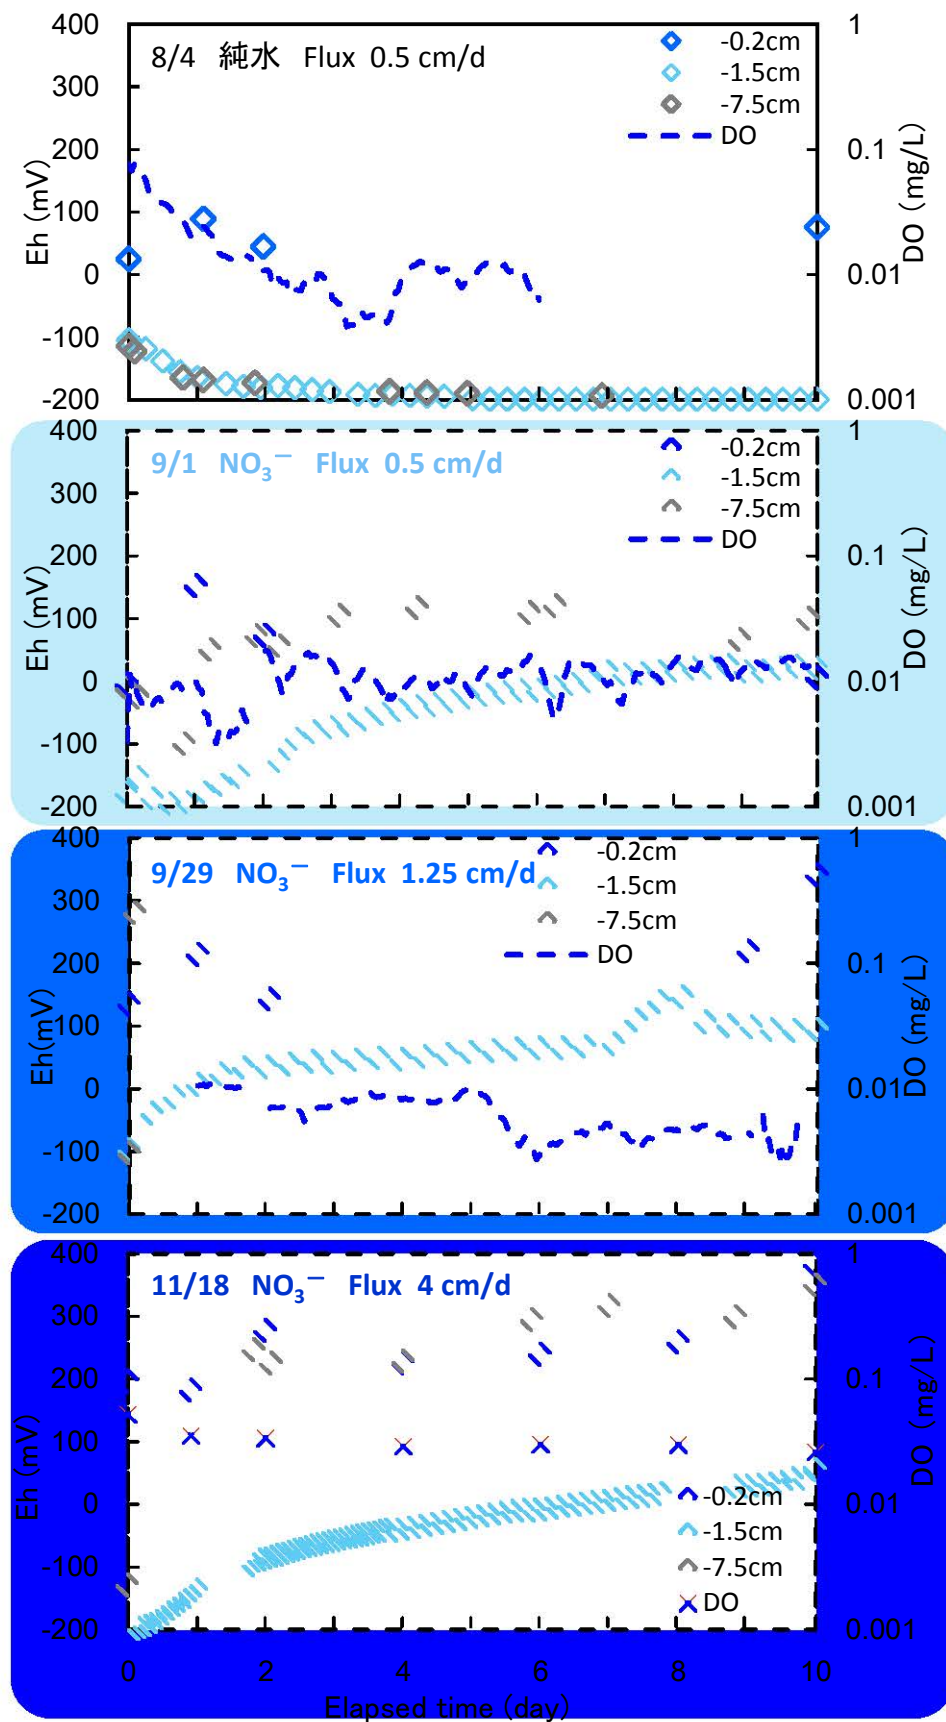 400 1
8/4 純水 Flux 0.5 cm/d
-0.2cm
300
-1.5cm
-7.5cm
200 DO 0.1
100
Eh (mV)
DO (mg/L)
0 0.01
-100
-200 0.001
400 1
9/1 NO₃⁻ Flux 0.5 cm/d
-0.2cm
-1.5cm
300
-7.5cm
DO
200 0.1
100
Eh (mV)
DO (mg/L)
0 0.01
-100
-200 0.001
400 1
9/29 NO₃⁻ Flux 1.25 cm/d
-0.2cm
-1.5cm
300
-7.5cm
DO
200 0.1
100
Eh(mV)
DO (mg/L)
0 0.01
-100
-200 0.001
400 1
11/18 NO₃⁻ Flux 4 cm/d
300
200 0.1
100
Eh (mV)
DO (mg/L)
0 0.01
-0.2cm
-1.5cm
-100
-7.5cm
DO
-200 0.001
0 2 4 6 8 10
Elapsed time (day)